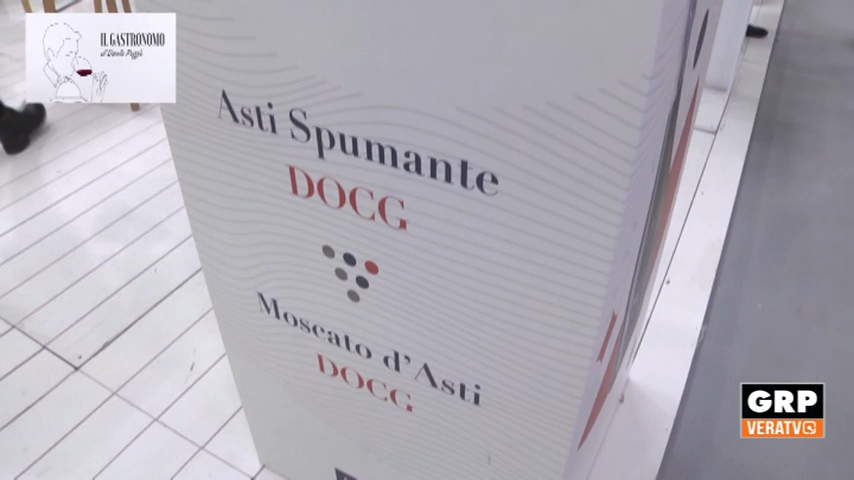 IL GASTRONOMO
Asti Spumante
DOCG
Moscato d'Asti
DOCG
GRP
VERATV